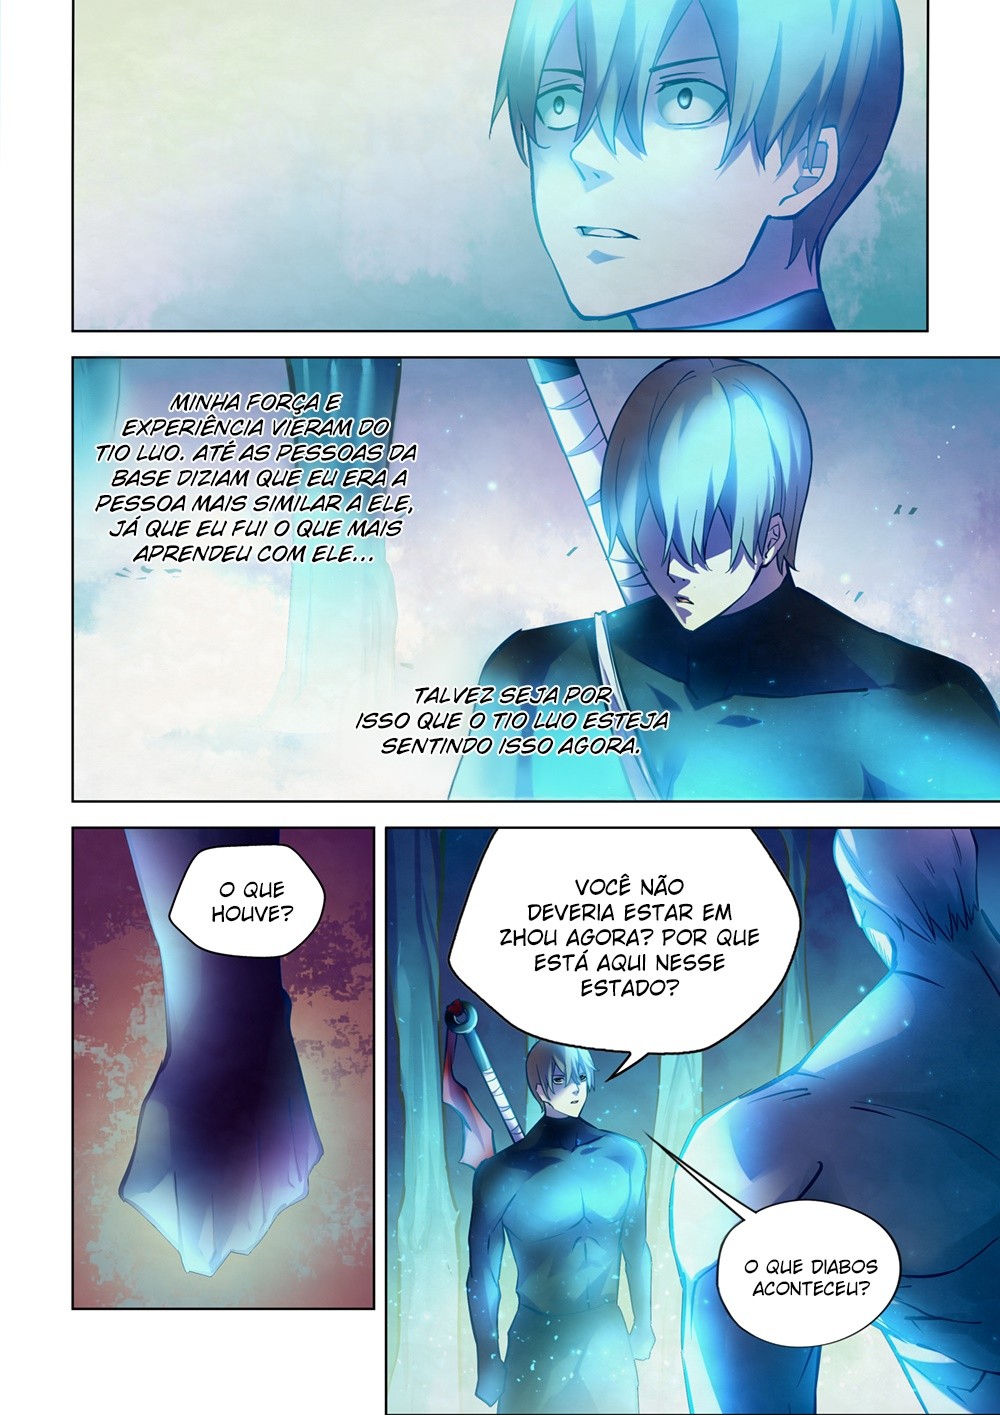 MINHA FORÇA E
EXPERIÊNCIA VIERAM DO
TIO LUO. ATÉ AS PESSOAS DA
BASE DIZIAM QUE EU ERA A
PESSOA MAIS SIMILAR A ELE,
JÁ QUE EU FUI O QUE MAIS
APRENDEU COM ELE...
TALVEZ SEJA POR
ISSO QUE O TIO LUO ESTEJA
SENTINDO ISSO AGORA.
O QUE
HOUVE?
VOCÊ NÃO
DEVERIA ESTAR EM
ZHOU AGORA? POR QUE
ESTÁ AQUI NESSE
ESTADO?
O QUE DIABOS
ACONTECEU?